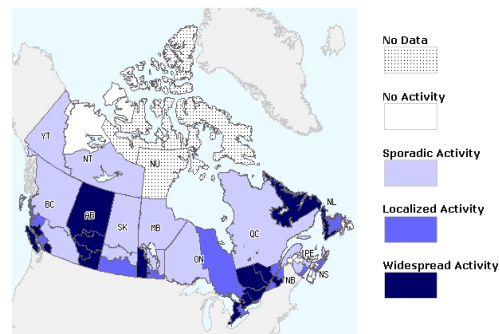 No Data
No Activity
Sporadic Activity
Localized Activity
Widespread Activity
YT
NT
NU
BC
AB
SK
MB
ON
QC
NL
PE
NB
NS